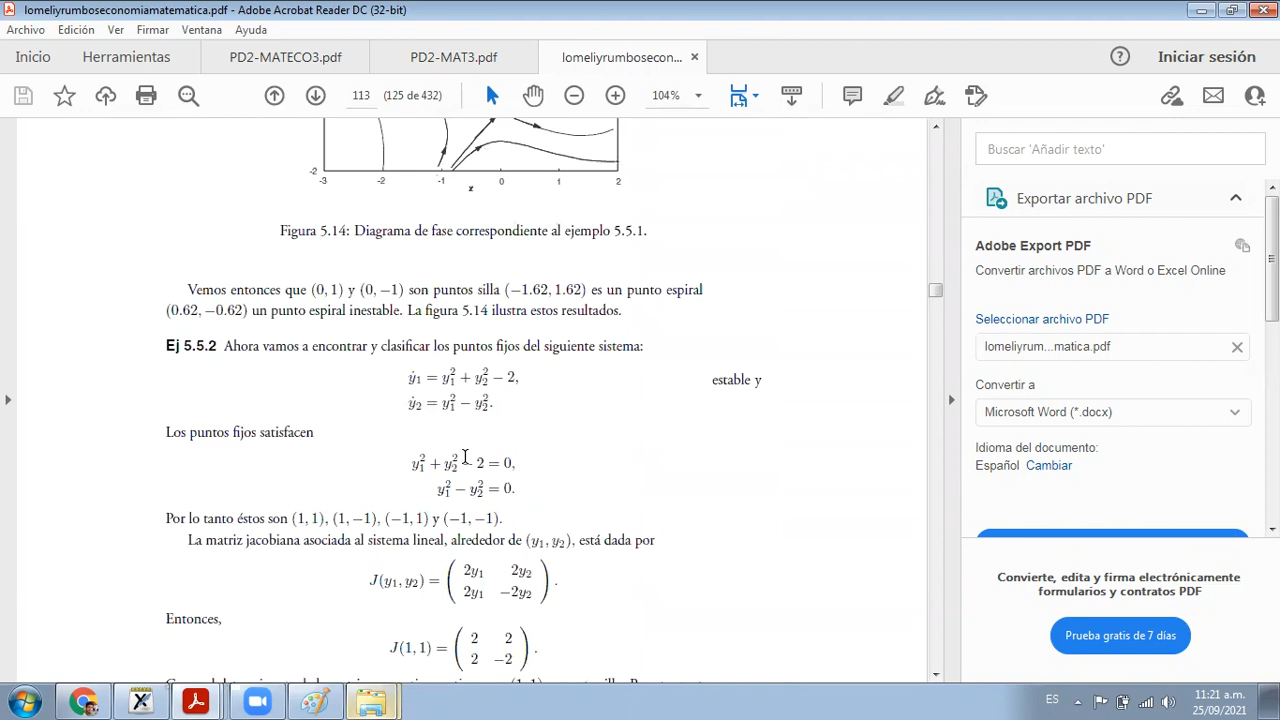 lomeliyrumboseconomiamatematica.pdf - Adobe Acrobat Reader DC (32-bit)
Archivo Edición Ver Firmar Ventana Ayuda
Inicio Herramientas PD2-MATECO3.pdf PD2-MAT3.pdf lomeliyrumbosecon... × Iniciar sesión
113 (125 de 432) 104%
-2
-3 -2 -1 0 1 2
x
Figura 5.14: Diagrama de fase correspondiente al ejemplo 5.5.1.
Vemos entonces que (0, 1) y (0, −1) son puntos silla (−1.62, 1.62) es un punto espiral
(0.62, −0.62) un punto espiral inestable. La figura 5.14 ilustra estos resultados.
Ej 5.5.2 Ahora vamos a encontrar y clasificar los puntos fijos del siguiente sistema:
ẏ₁ = y₁² + y₂² − 2,
estable y
ẏ₂ = y₁² − y₂².
Los puntos fijos satisfacen
y₁² + y₂² − 2 = 0,
y₁² − y₂² = 0.
Por lo tanto éstos son (1, 1), (1, −1), (−1, 1) y (−1, −1).
La matriz jacobiana asociada al sistema lineal, alrededor de (y₁, y₂), está dada por
J(y₁, y₂) = ( 2y₁ 2y₂
2y₁ −2y₂ ) .
Entonces,
J(1, 1) = ( 2 2
2 −2 ) .
Buscar 'Añadir texto'
Exportar archivo PDF
Adobe Export PDF
Convertir archivos PDF a Word o Excel Online
Seleccionar archivo PDF
lomeliyrum...matica.pdf
Convertir a
Microsoft Word (*.docx)
Idioma del documento:
Español Cambiar
Convierte, edita y firma electrónicamente
formularios y contratos PDF
Prueba gratis de 7 días
ES 11:21 a.m.
25/09/2021